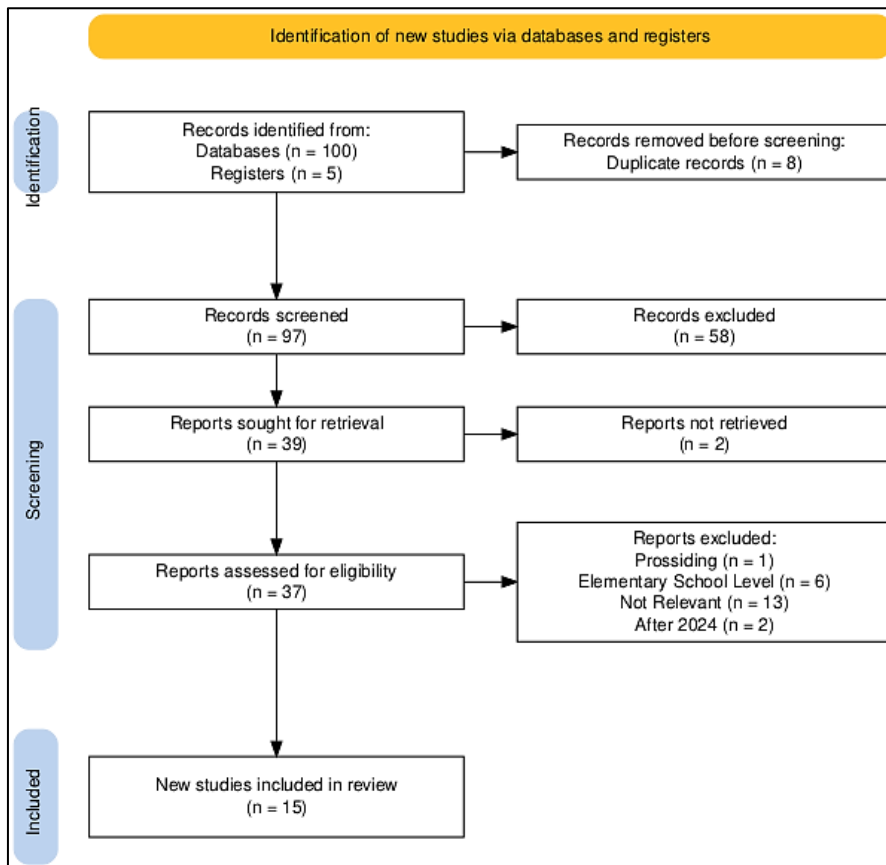 Identification of new studies via databases and registers
Identification
Records identified from:
Databases (n = 100)
Registers (n = 5)
Records removed before screening:
Duplicate records (n = 8)
Screening
Records screened
(n = 97)
Records excluded
(n = 58)
Reports sought for retrieval
(n = 39)
Reports not retrieved
(n = 2)
Reports assessed for eligibility
(n = 37)
Reports excluded:
Prossiding (n = 1)
Elementary School Level (n = 6)
Not Relevant (n = 13)
After 2024 (n = 2)
Included
New studies included in review
(n = 15)